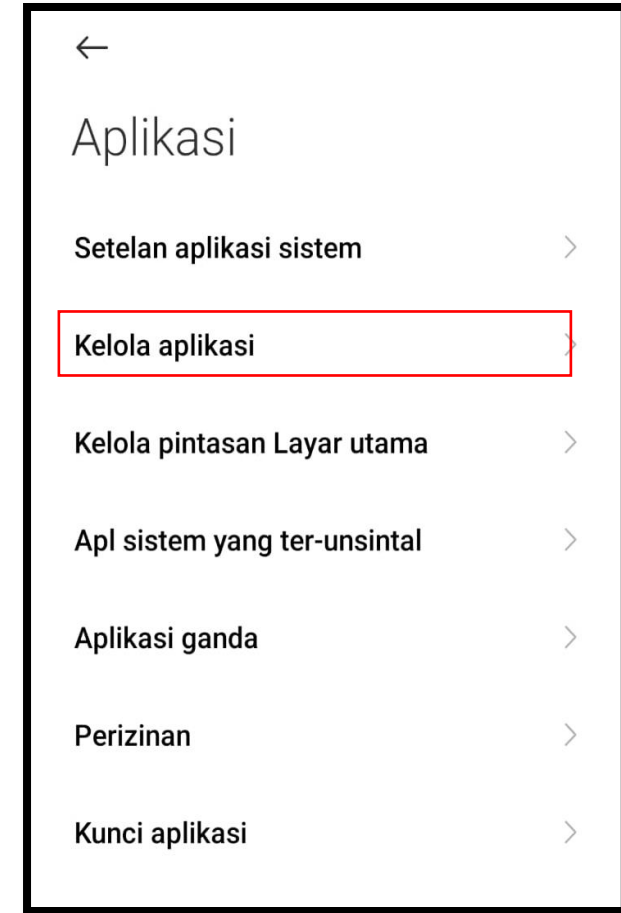 Aplikasi
Setelan aplikasi sistem
Kelola aplikasi
Kelola pintasan Layar utama
Apl sistem yang ter-unsintal
Aplikasi ganda
Perizinan
Kunci aplikasi